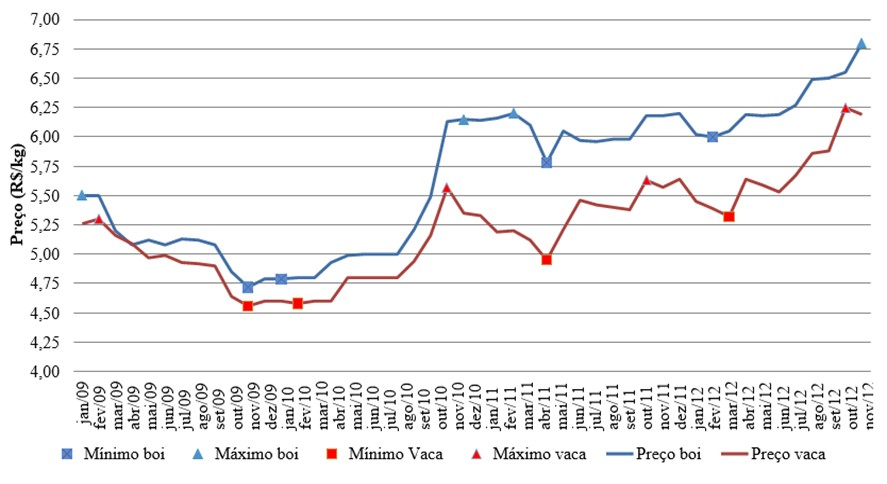 7,00
6,75
6,50
6,25
6,00
5,75
5,50
5,25
5,00
4,75
4,50
4,25
4,00
Preço (R$/kg)
jan/09
fev/09
mar/09
abr/09
mai/09
jun/09
jul/09
ago/09
set/09
out/09
nov/09
dez/09
jan/10
fev/10
mar/10
abr/10
mai/10
jun/10
jul/10
ago/10
set/10
out/10
nov/10
dez/10
jan/11
fev/11
mar/11
abr/11
mai/11
jun/11
jul/11
ago/11
set/11
out/11
nov/11
dez/11
jan/12
fev/12
mar/12
abr/12
mai/12
jun/12
jul/12
ago/12
set/12
out/12
nov/12
Mínimo boi Máximo boi Mínimo Vaca Máximo vaca Preço boi Preço vaca